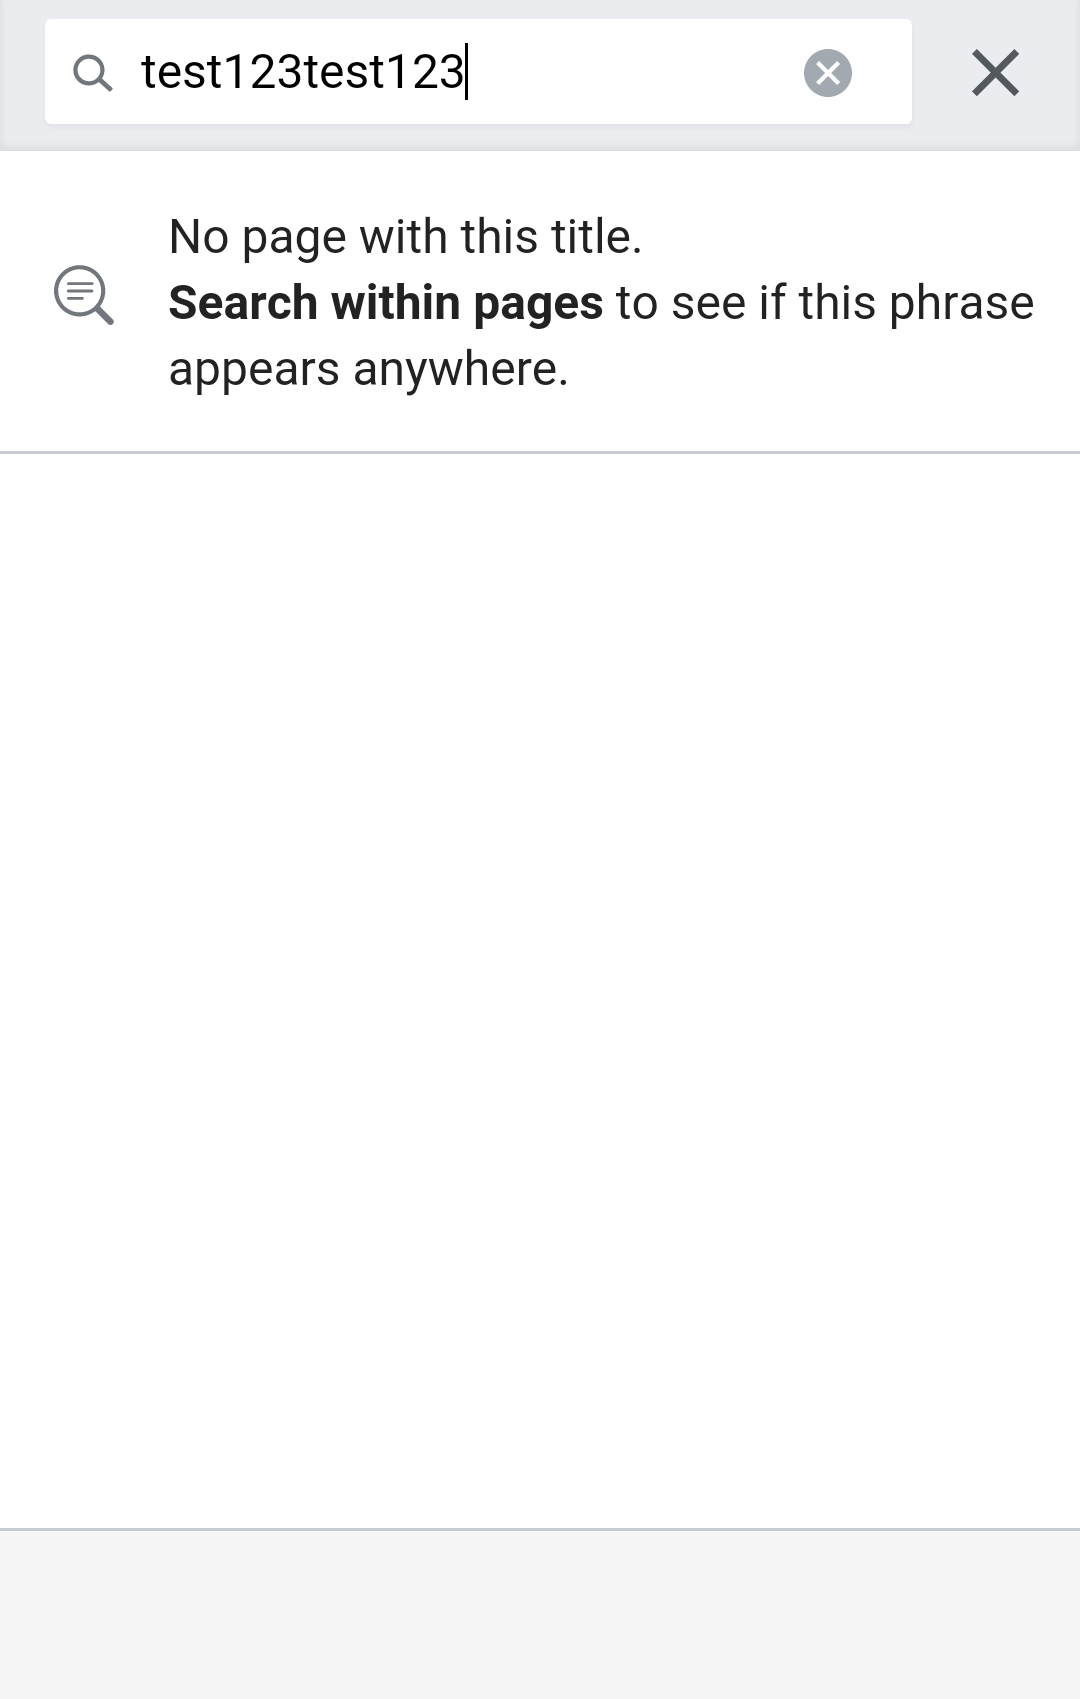 test123test123
No page with this title.
Search within pages to see if this phrase
appears anywhere.